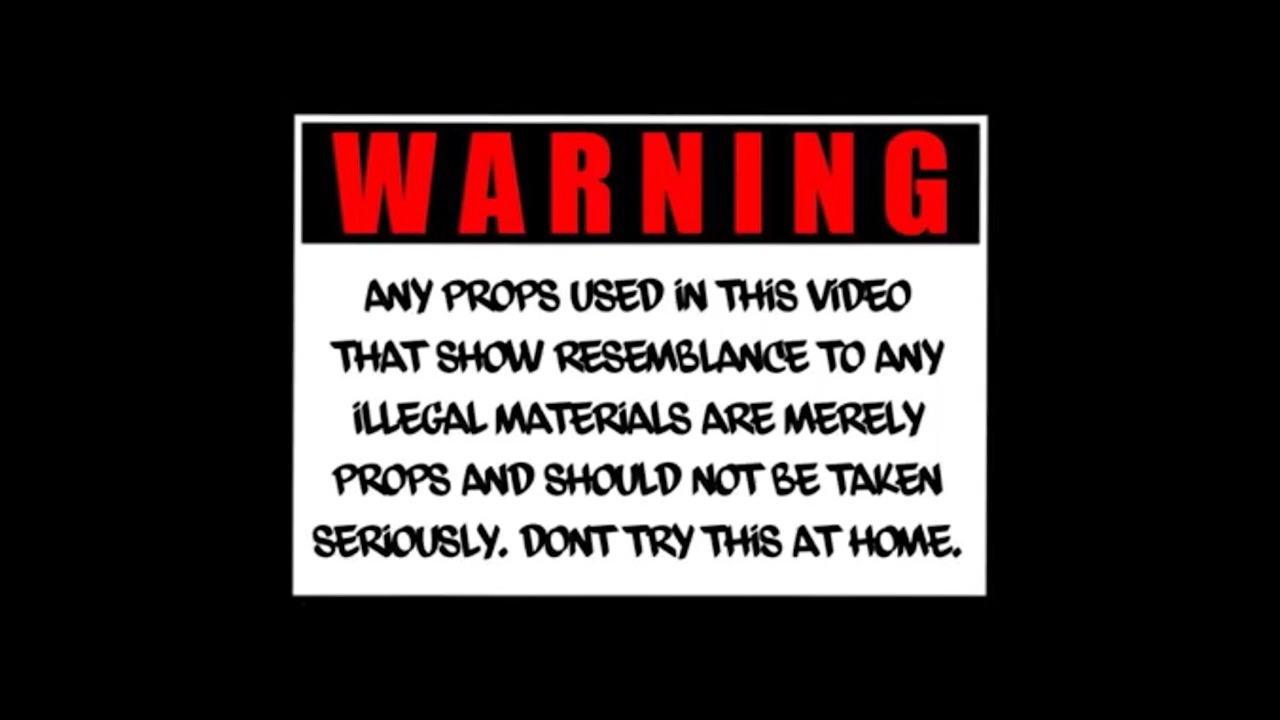 WARNING
ANY PROPS USED iN THiS ViDEO
THAT SHOW RESEMBLANCE TO ANY
iLLEGAL MATERiALS ARE MERELY
PROPS AND SHOULD NOT BE TAKEN
SERiOUSLY. DONT TRY THiS AT HOME.